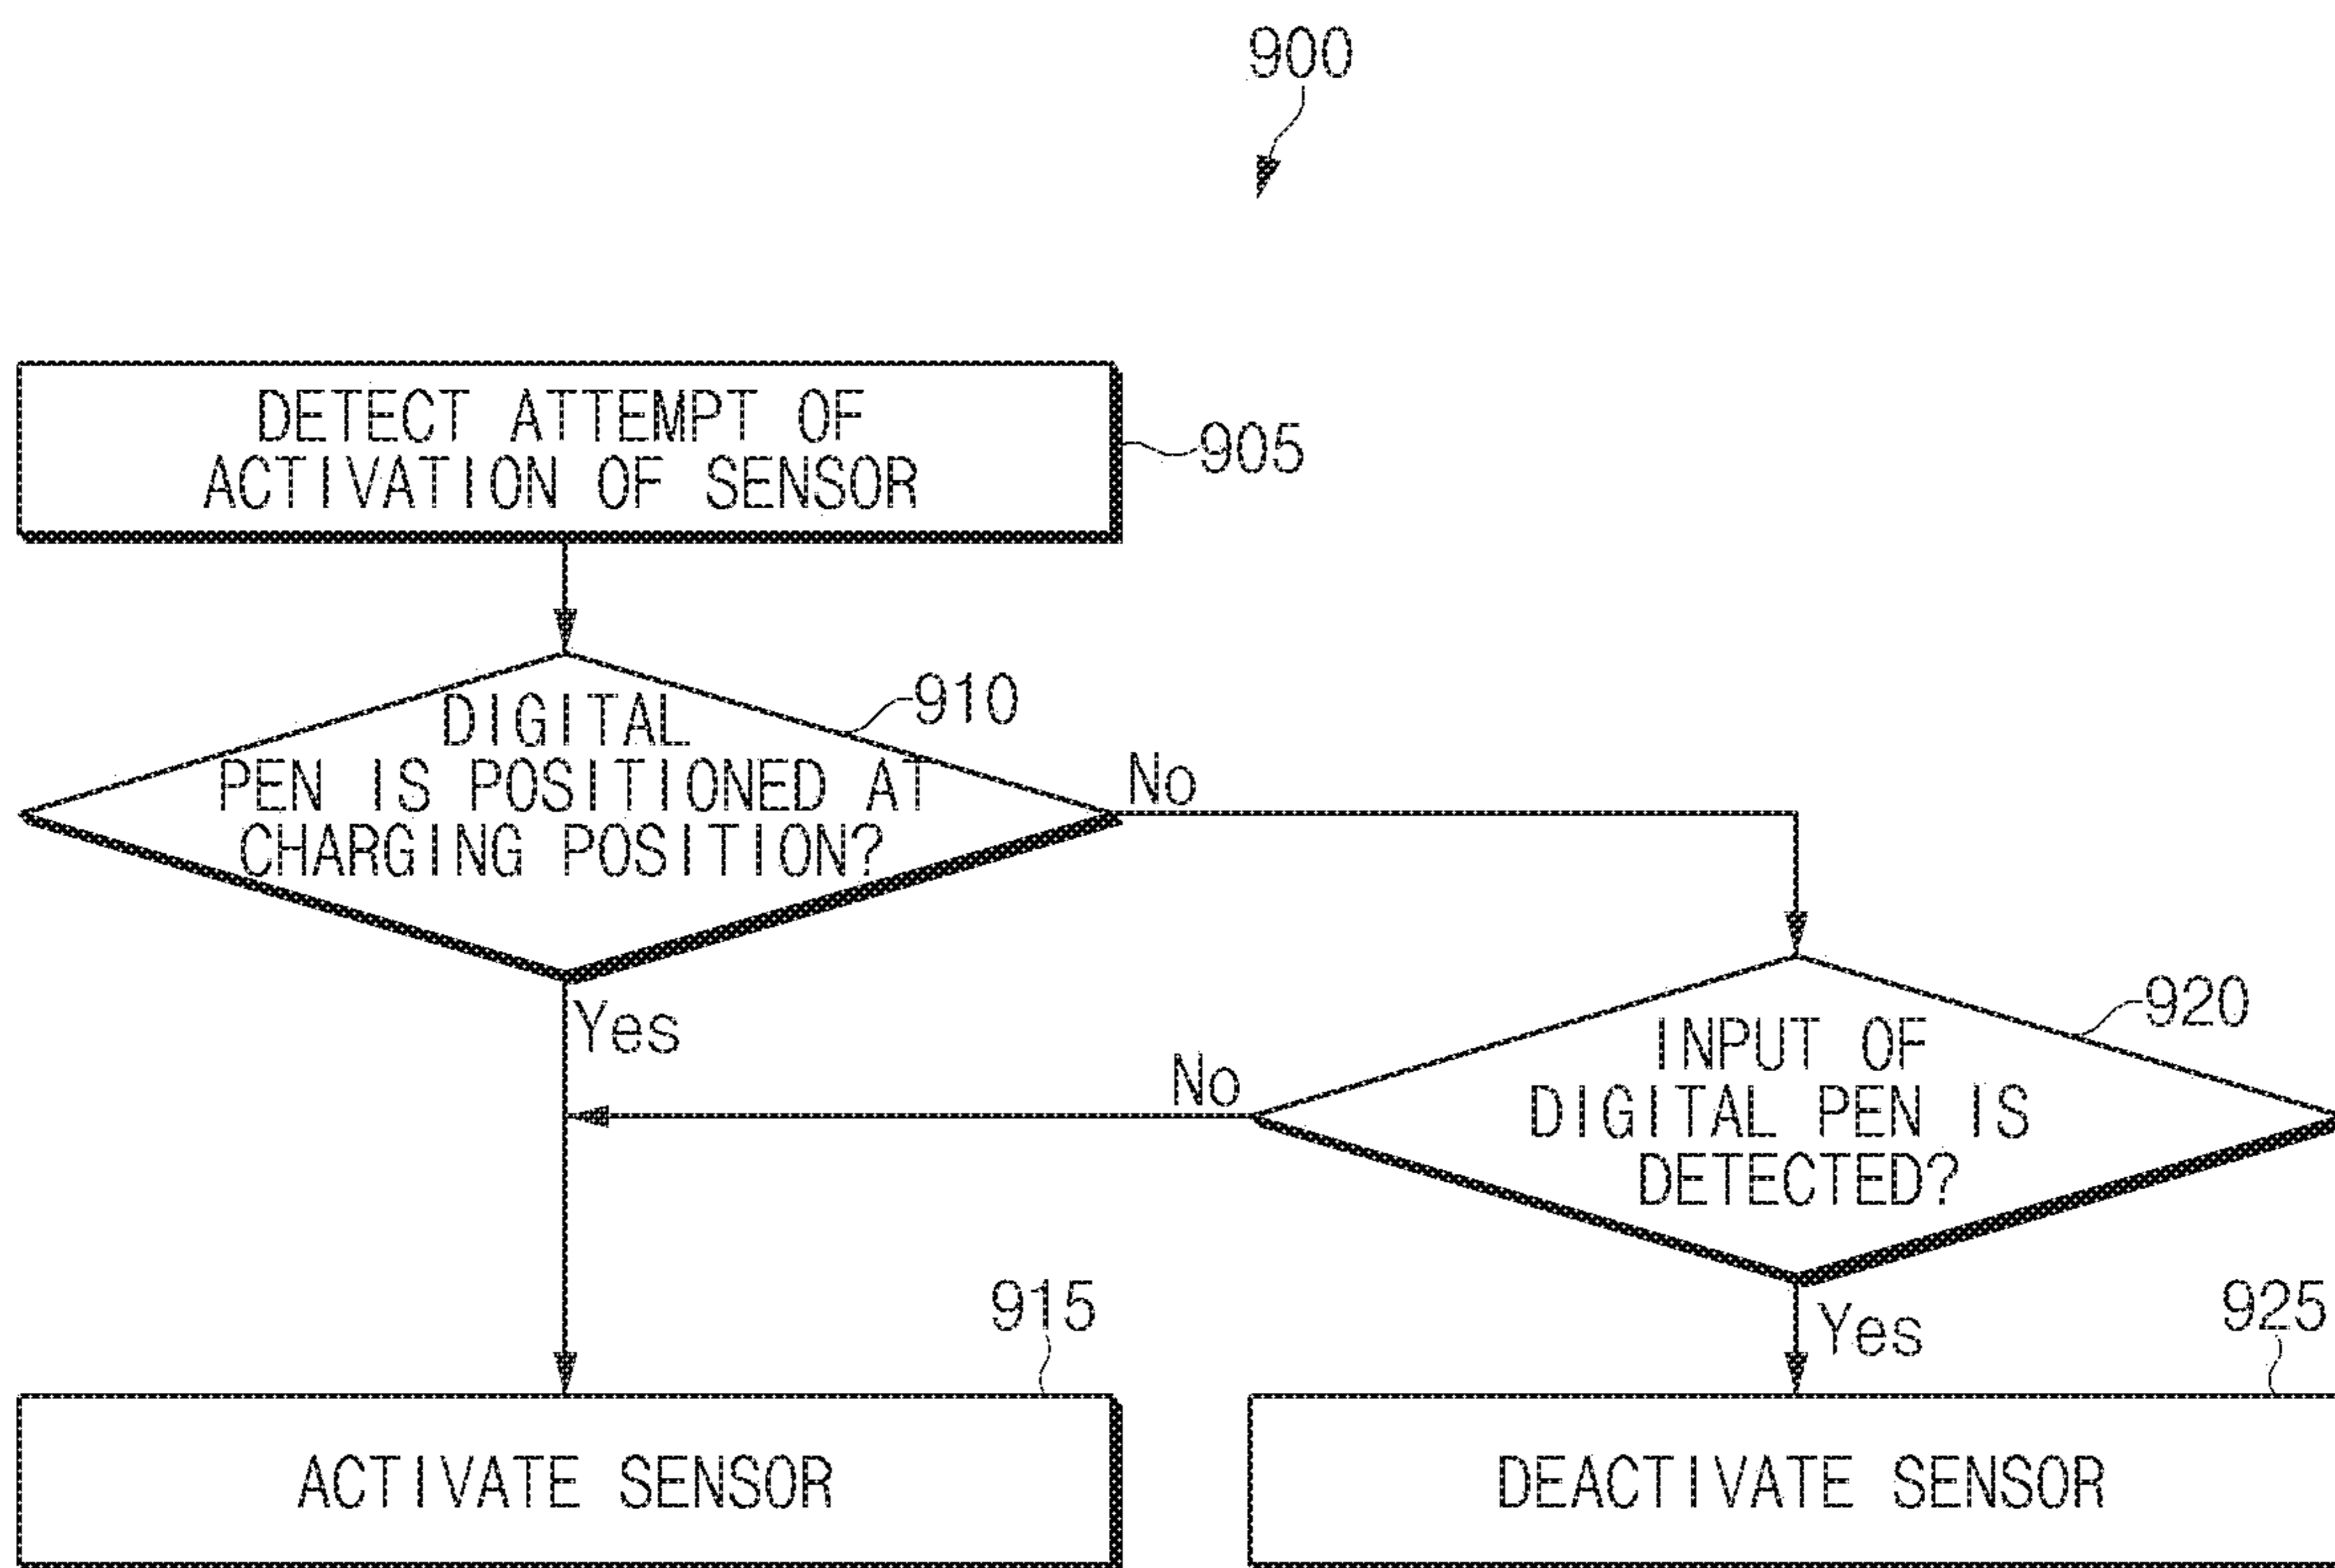 900
DETECT ATTEMPT OF
ACTIVATION OF SENSOR
905
910
DIGITAL
PEN IS POSITIONED AT
CHARGING POSITION?
No
Yes
920
INPUT OF
DIGITAL PEN IS
DETECTED?
No
Yes
915
ACTIVATE SENSOR
925
DEACTIVATE SENSOR